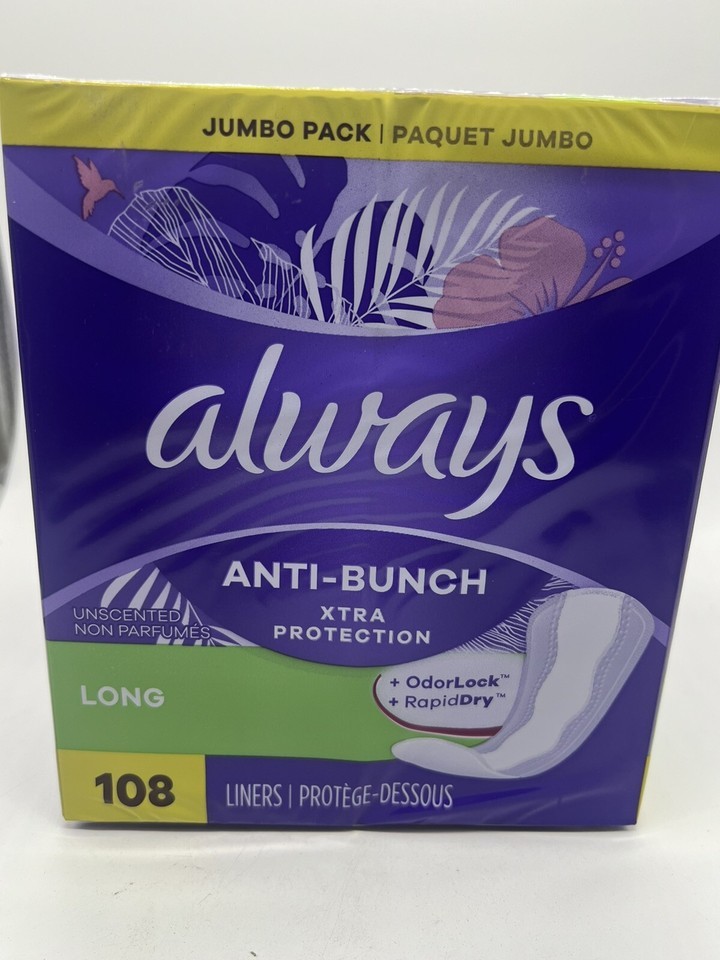 JUMBO PACK | PAQUET JUMBO
always
ANTI-BUNCH
XTRA
PROTECTION
UNSCENTED
NON PARFUMÉS
LONG
+ OdorLock™
+ RapidDry™
108
LINERS | PROTÈGE-DESSOUS